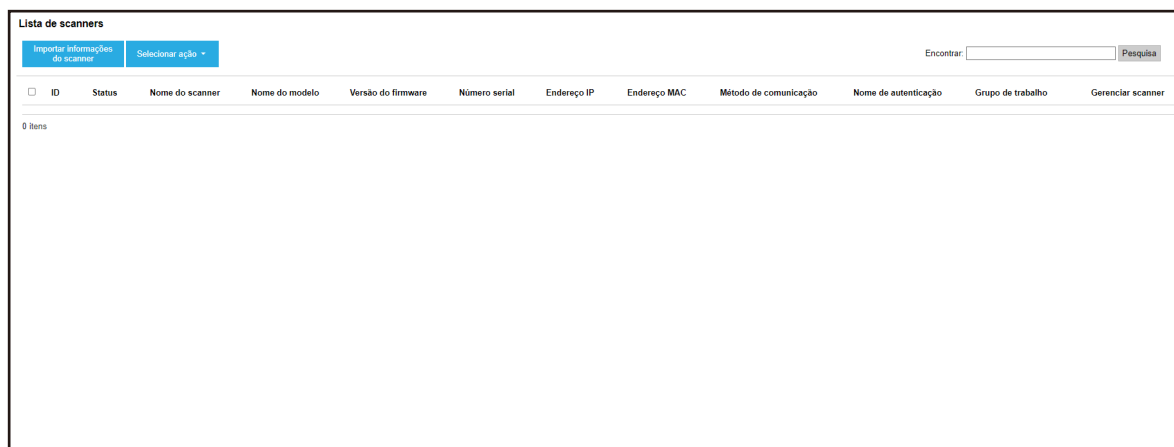 Lista de scanners
Importar informações
do scanner
Selecionar ação
Encontrar:
Pesquisa
ID Status Nome do scanner Nome do modelo Versão do firmware Número serial Endereço IP Endereço MAC Método de comunicação Nome de autenticação Grupo de trabalho Gerenciar scanner
0 itens